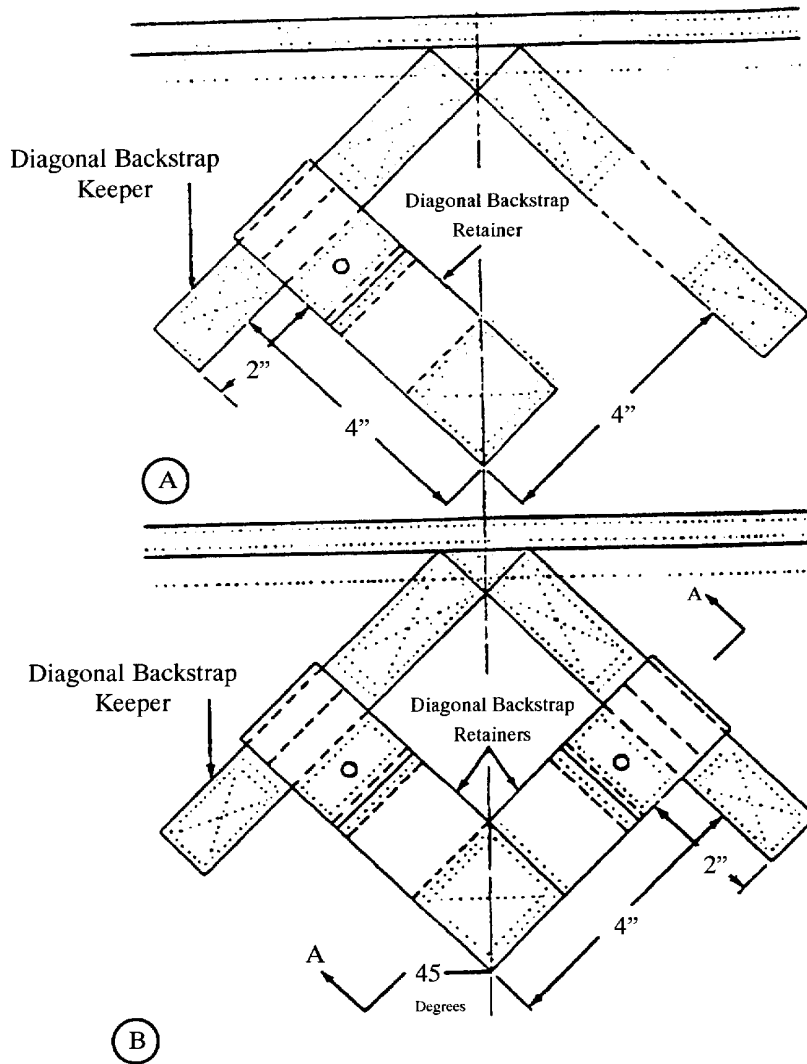 Diagonal Backstrap
Keeper
Diagonal Backstrap
Retainer
2”
4”
4”
A
A
Diagonal Backstrap
Keeper
Diagonal Backstrap
Retainers
2”
4”
A
45
Degrees
B